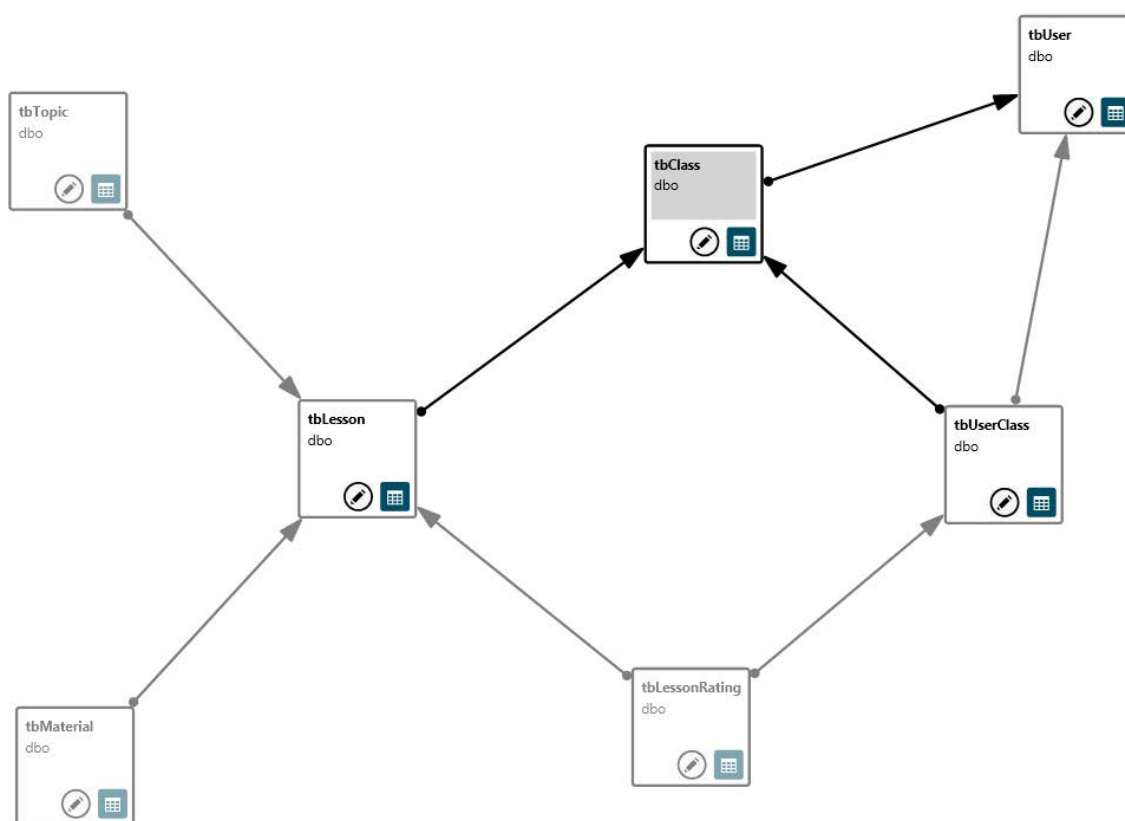 tbUser
dbo
tbTopic
dbo
tbClass
dbo
tbLesson
dbo
tbUserClass
dbo
tbLessonRating
dbo
tbMaterial
dbo